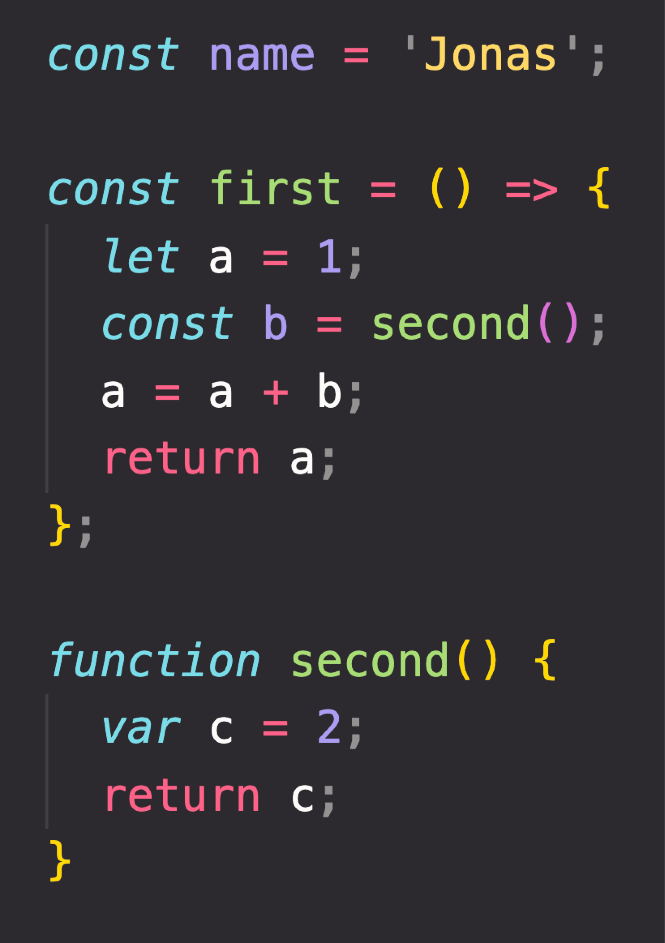 const name = 'Jonas';
const first = () => {
let a = 1;
const b = second();
a = a + b;
return a;
};
function second() {
var c = 2;
return c;
}